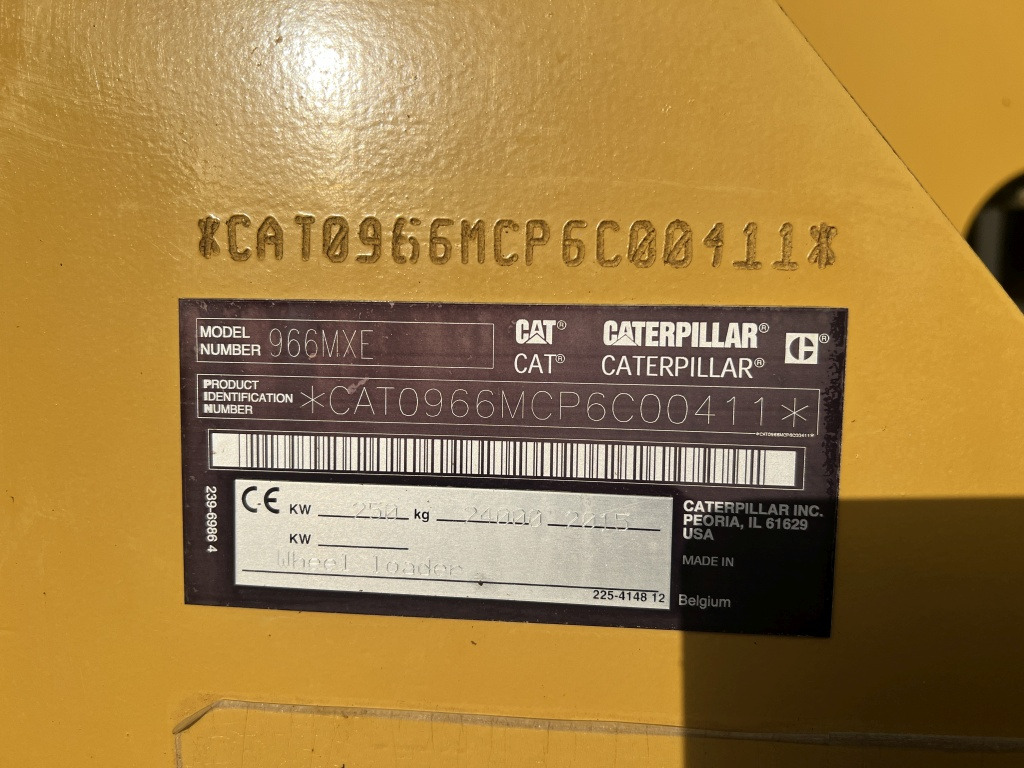 *CAT0966MCP6C00411*
MODEL NUMBER 966MXE
CAT® CATERPILLAR® C®
CAT® CATERPILLAR®
PRODUCT IDENTIFICATION NUMBER *CAT0966MCP6C00411*
*CAT0966MCP6C00411*
239-6986 4
CE KW 250 kg 24000 2015
KW
Wheel loader
225-4148 12
CATERPILLAR INC.
PEORIA, IL 61629
USA
MADE IN
Belgium